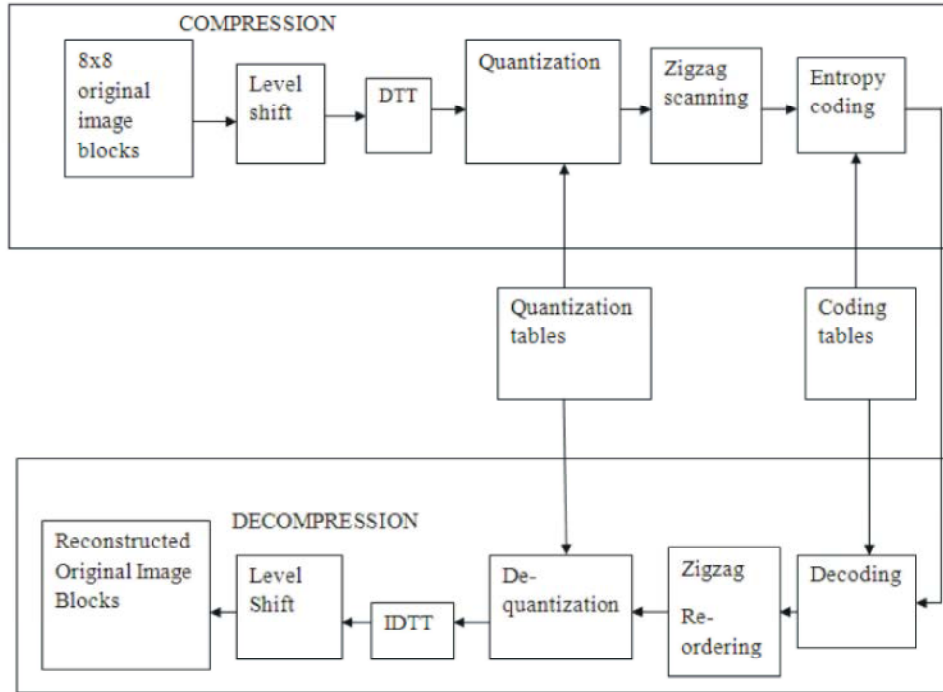 COMPRESSION
8x8
original
image
blocks
Level
shift
DTT
Quantization
Zigzag
scanning
Entropy
coding
Quantization
tables
Coding
tables
DECOMPRESSION
Reconstructed
Original Image
Blocks
Level
Shift
IDTT
De-
quantization
Zigzag
Re-
ordering
Decoding